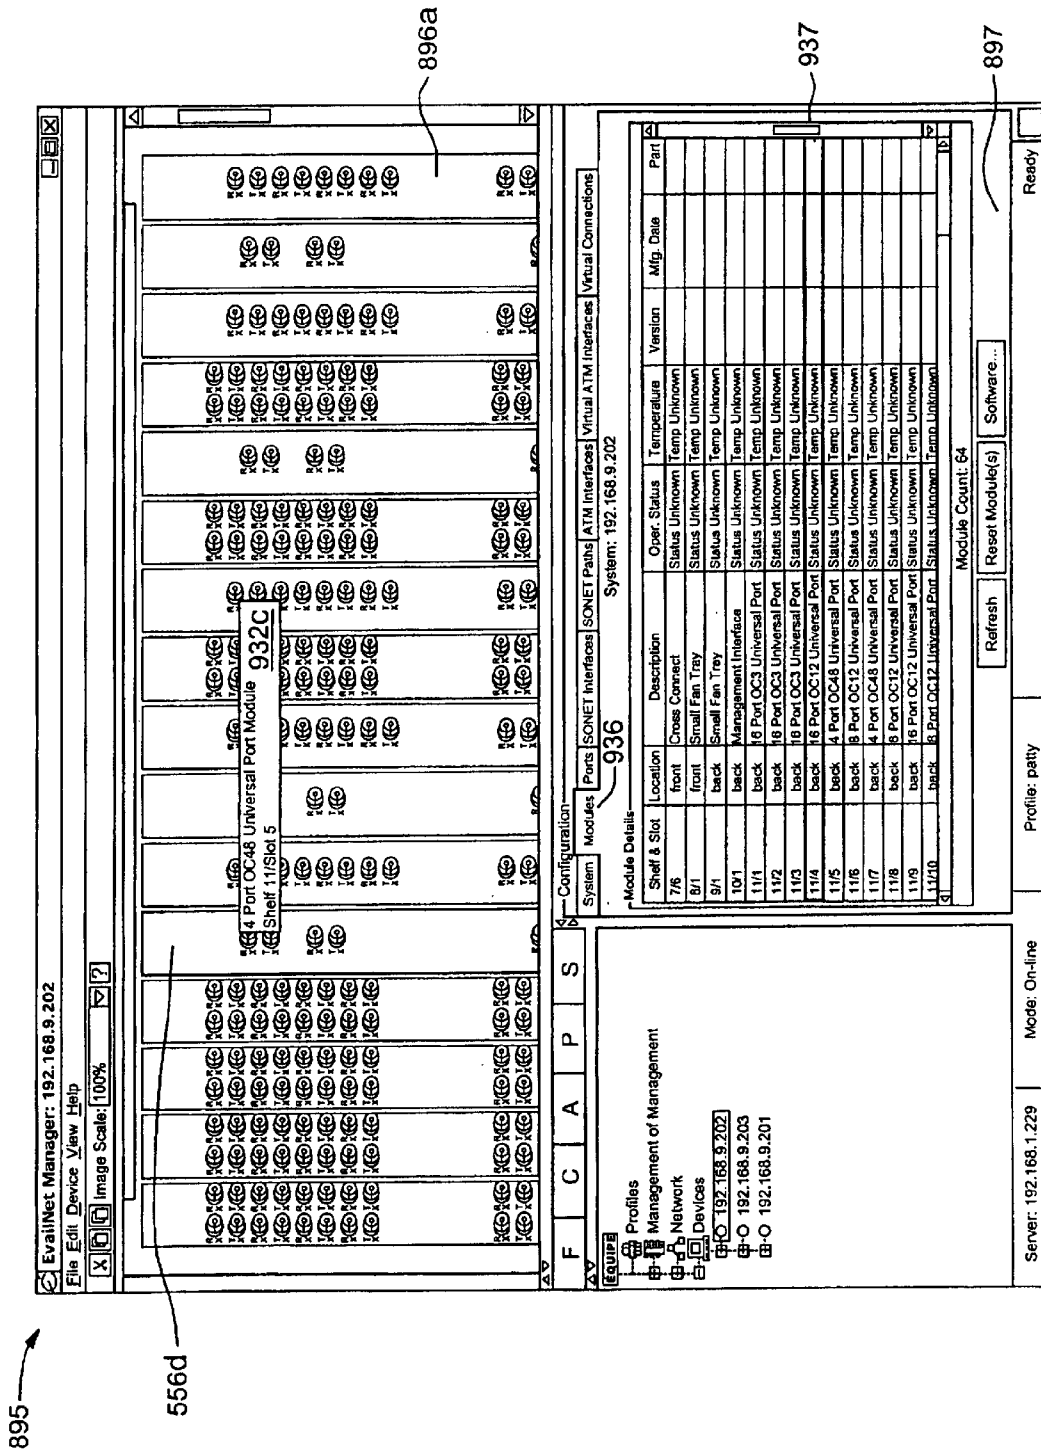 895
EvailNet Manager: 192.168.9.202
File Edit Device View Help
X Image Scale: 100% ?
556d
896a
4 Port OC48 Universal Port Module
Shelf 11/Slot 5
932C
F C A P S
EQUIPE
Profiles
Management of Management
Network
Devices
192.168.9.202
192.168.9.203
192.168.9.201
Configuration
System Modules Ports SONET Interfaces SONET Paths ATM Interfaces Virtual ATM Interfaces Virtual Connections
936
System: 192.168.9.202
937
Module Details
Shelf & Slot Location Description Oper. Status Temperature Version Mfg. Date Part
7/6 front Cross Connect Status Unknown Temp Unknown
8/1 front Small Fan Tray Status Unknown Temp Unknown
9/1 back Small Fan Tray Status Unknown Temp Unknown
10/1 back Management Interface Status Unknown Temp Unknown
11/1 back 16 Port OC3 Universal Port Status Unknown Temp Unknown
11/2 back 16 Port OC3 Universal Port Status Unknown Temp Unknown
11/3 back 16 Port OC3 Universal Port Status Unknown Temp Unknown
11/4 back 16 Port OC12 Universal Port Status Unknown Temp Unknown
11/5 back 4 Port OC48 Universal Port Status Unknown Temp Unknown
11/6 back 8 Port OC12 Universal Port Status Unknown Temp Unknown
11/7 back 4 Port OC48 Universal Port Status Unknown Temp Unknown
11/8 back 8 Port OC12 Universal Port Status Unknown Temp Unknown
11/9 back 16 Port OC12 Universal Port Status Unknown Temp Unknown
11/10 back 8 Port OC12 Universal Port Status Unknown Temp Unknown
Module Count: 64
Refresh Reset Module(s) Software...
897
Server: 192.168.1.229 Mode: On-line Profile: patty Ready